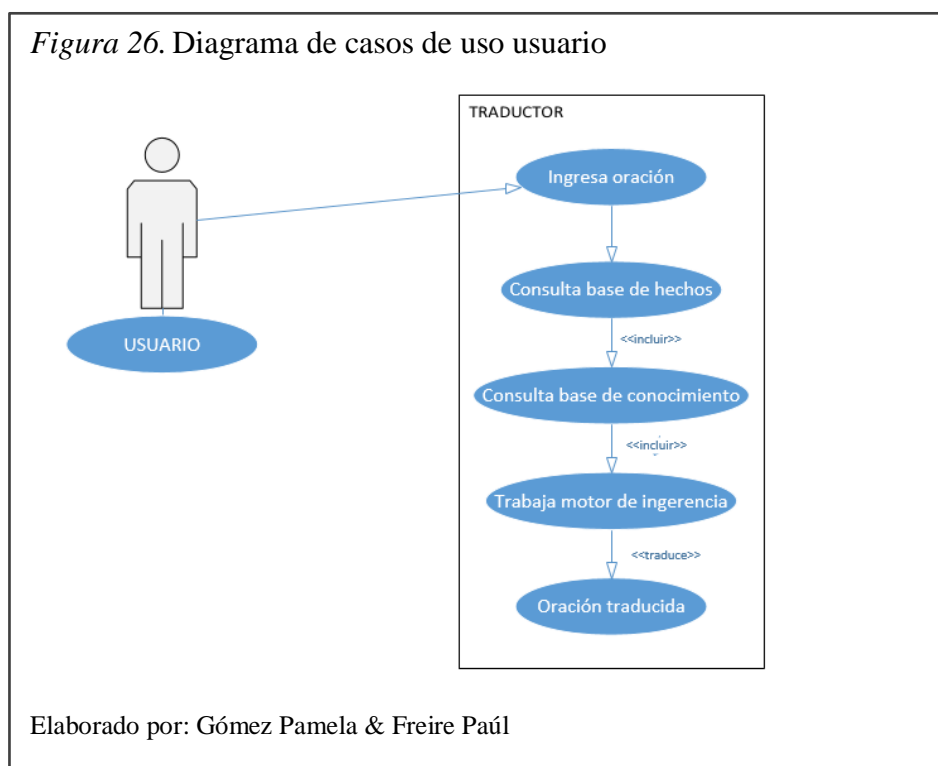 Figura 26. Diagrama de casos de uso usuario
TRADUCTOR
Ingresa oración
Consulta base de hechos
<<incluir>>
USUARIO
Consulta base de conocimiento
<<incluir>>
Trabaja motor de ingerencia
<<traduce>>
Oración traducida
Elaborado por: Gómez Pamela & Freire Paúl